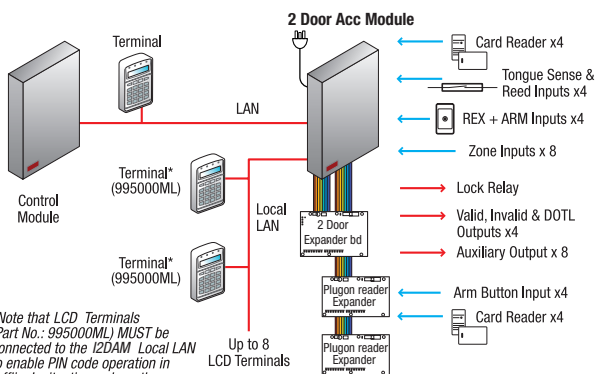 2 Door Acc Module
Terminal
LAN
Control
Module
Terminal*
(995000ML)
Local
LAN
Terminal*
(995000ML)
Up to 8
LCD Terminals
2 Door
Expander bd
Plugon reader
Expander
Plugon reader
Expander
Card Reader x4
Tongue Sense &
Reed Inputs x4
REX + ARM Inputs x4
Zone Inputs x 8
Lock Relay
Valid, Invalid & DOTL
Outputs x4
Auxiliary Output x 8
Arm Button Input x4
Card Reader x4
Note that LCD Terminals
Part No.: 995000ML) MUST be
connected to the I2DAM Local LAN
to enable PIN code operation in